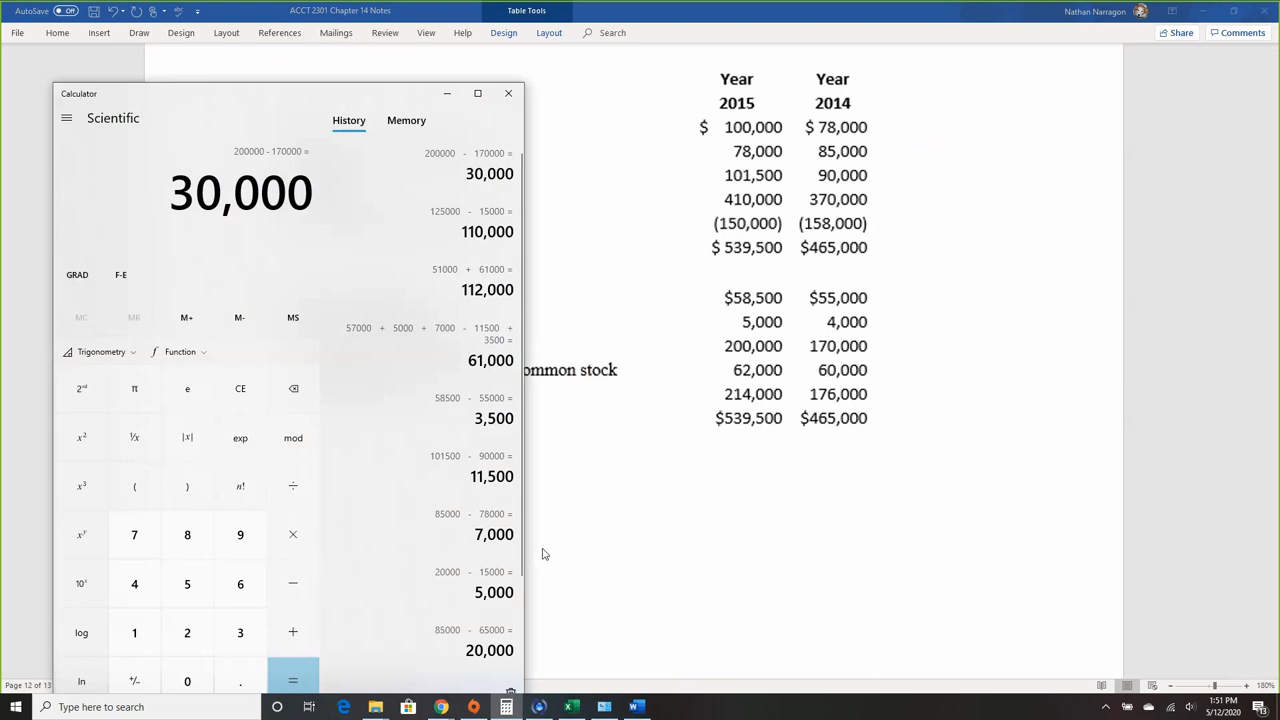 AutoSave Off ACCT 2301 Chapter 14 Notes Table Tools Nathan Narragon
File Home Insert Draw Design Layout References Mailings Review View Help Design Layout Search Share Comments
Calculator
Scientific
History Memory
200000 - 170000 =
30,000
GRAD F-E
MC MR M+ M- MS
Trigonometry Function
2nd π e CE
x² ⅟x |x| exp mod
x³ ( ) n! ÷
xʸ 7 8 9 ×
10ˣ 4 5 6 −
log 1 2 3 +
ln +/− 0 . =
200000 - 170000 =
30,000
125000 - 15000 =
110,000
51000 + 61000 =
112,000
57000 + 5000 + 7000 - 11500 +
3500 =
61,000
58500 - 55000 =
3,500
101500 - 90000 =
11,500
85000 - 78000 =
7,000
20000 - 15000 =
5,000
85000 - 65000 =
20,000
Year Year
2015 2014
$ 100,000 $ 78,000
78,000 85,000
101,500 90,000
410,000 370,000
(150,000) (158,000)
$ 539,500 $465,000
$58,500 $55,000
5,000 4,000
200,000 170,000
ommon stock 62,000 60,000
214,000 176,000
$539,500 $465,000
Page 12 of 13 180%
Type here to search 1:51 PM
5/12/2020